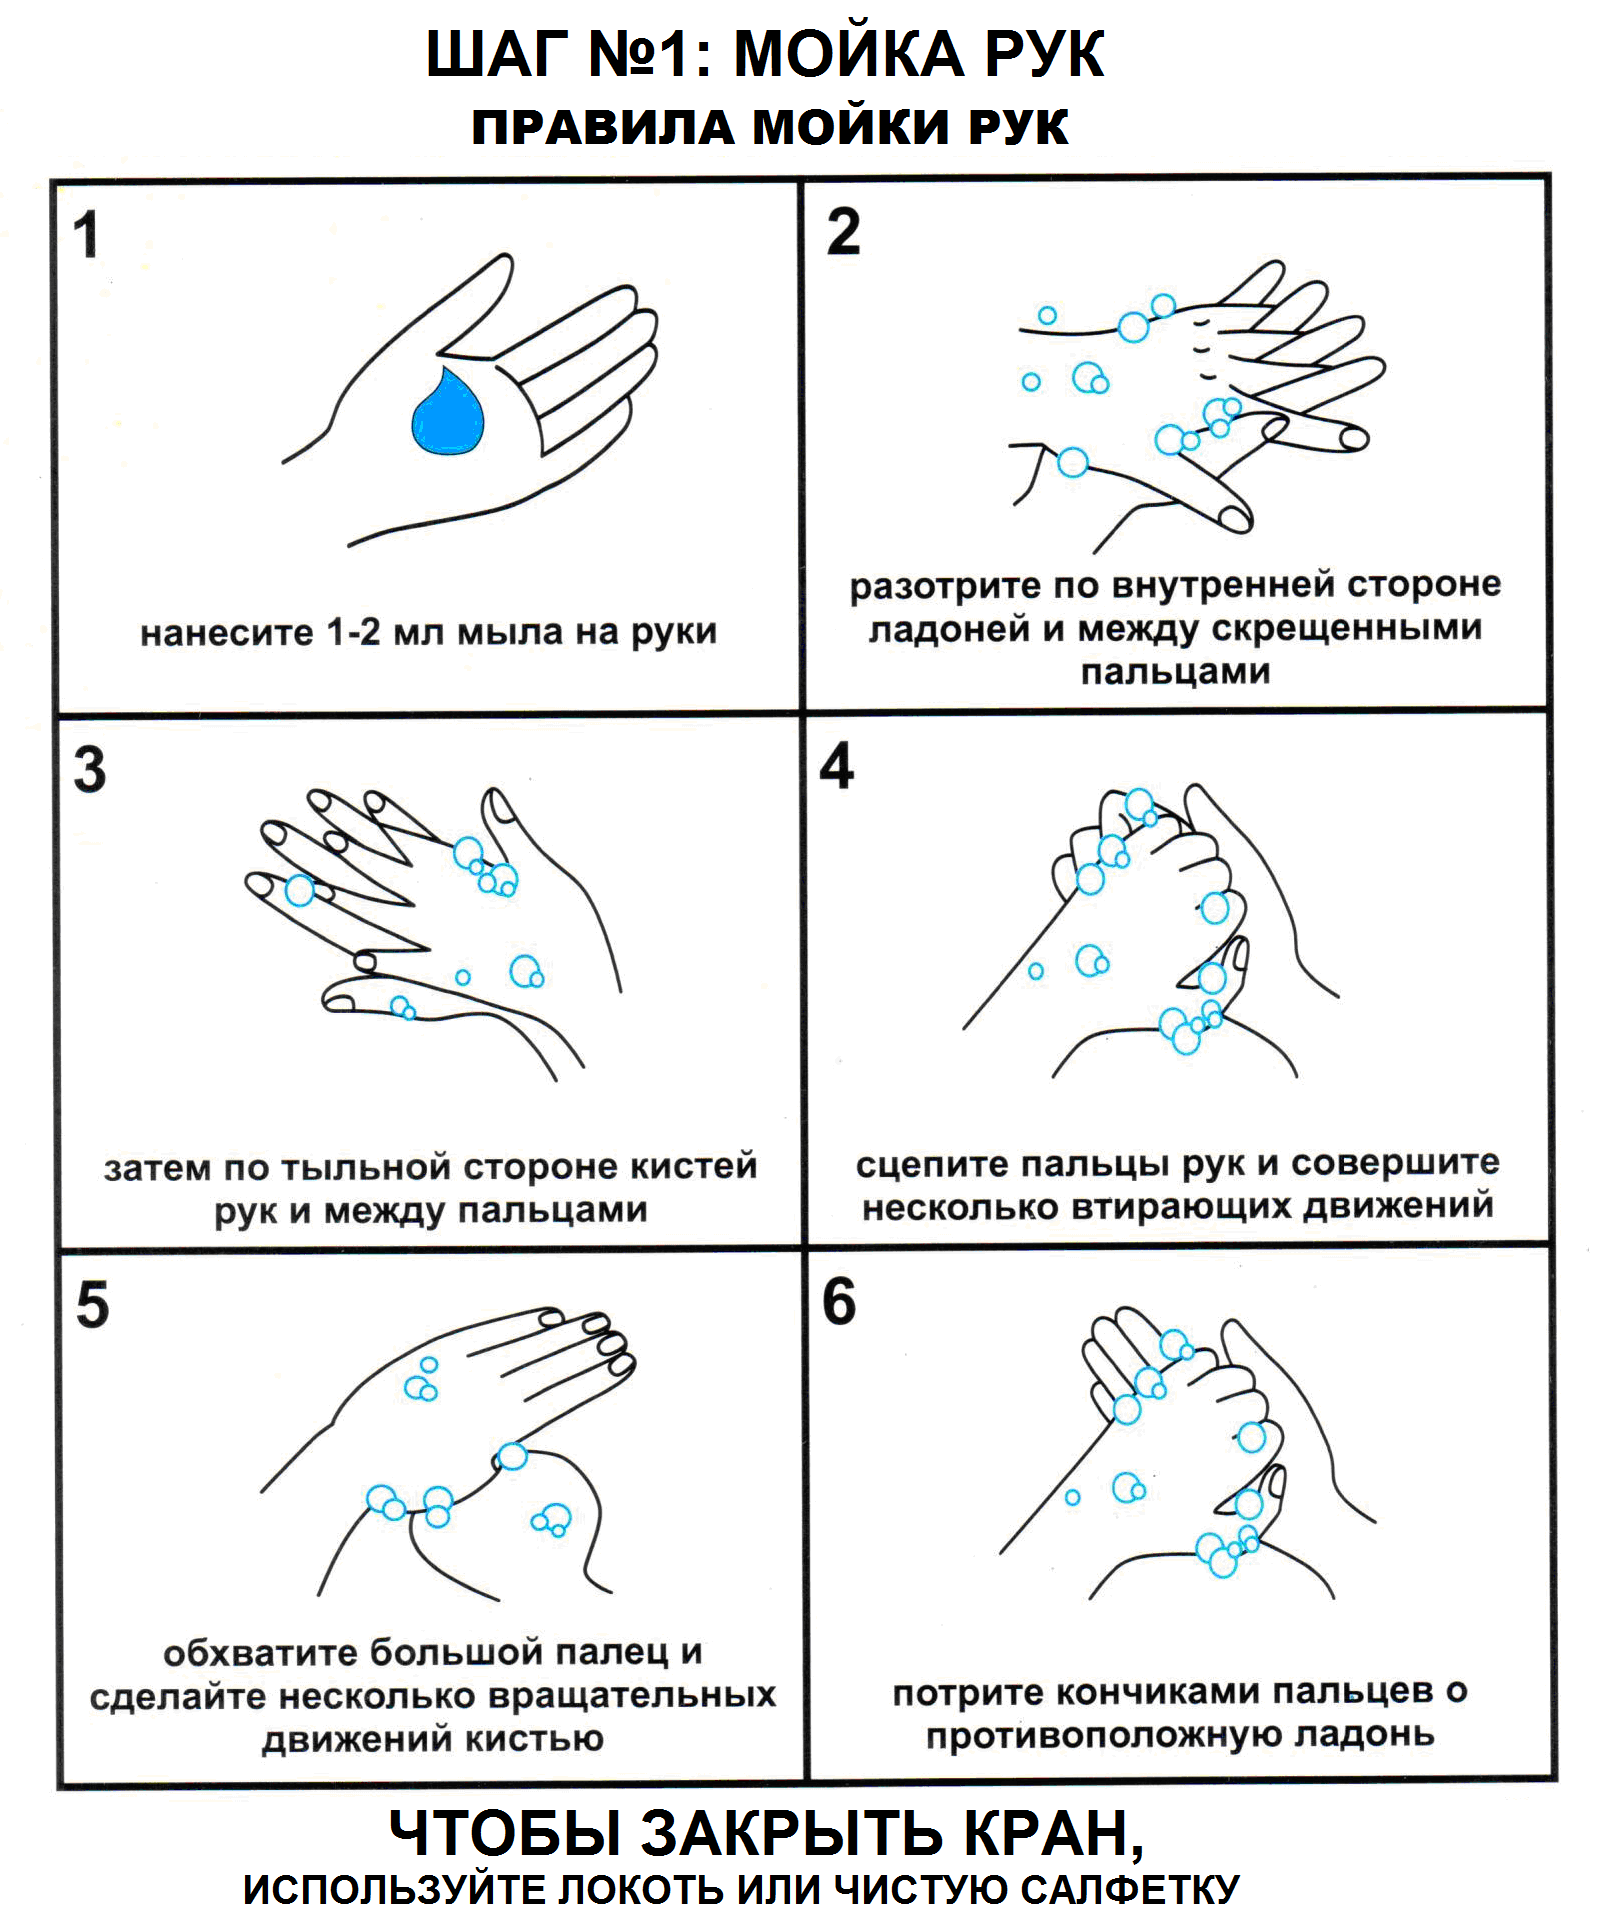 ШАГ №1: МОЙКА РУК
ПРАВИЛА МОЙКИ РУК
1
нанесите 1-2 мл мыла на руки
2
разотрите по внутренней стороне
ладоней и между скрещенными
пальцами
3
затем по тыльной стороне кистей
рук и между пальцами
4
сцепите пальцы рук и совершите
несколько втирающих движений
5
обхватите большой палец и
сделайте несколько вращательных
движений кистью
6
потрите кончиками пальцев о
противоположную ладонь
ЧТОБЫ ЗАКРЫТЬ КРАН,
ИСПОЛЬЗУЙТЕ ЛОКОТЬ ИЛИ ЧИСТУЮ САЛФЕТКУ